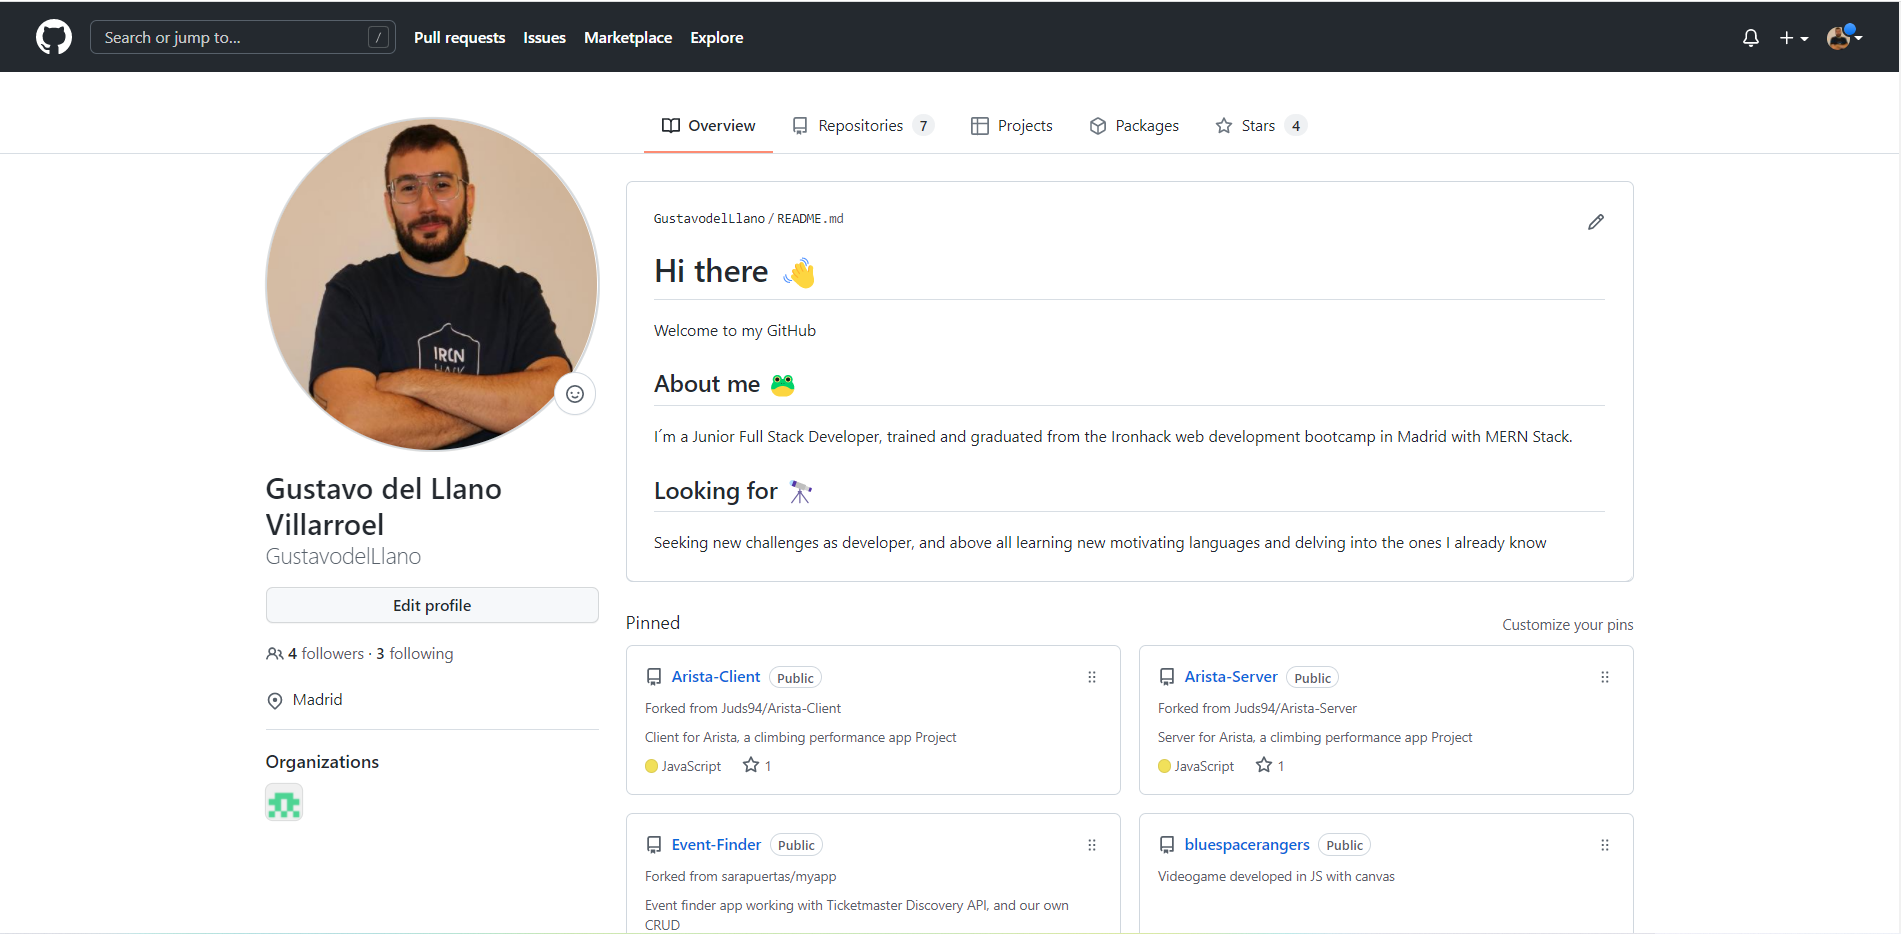 Search or jump to...
/
Pull requests
Issues
Marketplace
Explore
Overview
Repositories 7
Projects
Packages
Stars 4
IRON
HACK
Gustavo del Llano
Villarroel
GustavodelLlano
Edit profile
4 followers · 3 following
Madrid
Organizations
GustavodelLlano/README.md
Hi there 👋
Welcome to my GitHub
About me 🐸
I´m a Junior Full Stack Developer, trained and graduated from the Ironhack web development bootcamp in Madrid with MERN Stack.
Looking for 🔭
Seeking new challenges as developer, and above all learning new motivating languages and delving into the ones I already know
Pinned
Customize your pins
Arista-Client Public
Forked from Juds94/Arista-Client
Client for Arista, a climbing performance app Project
JavaScript 1
Arista-Server Public
Forked from Juds94/Arista-Server
Server for Arista, a climbing performance app Project
JavaScript 1
Event-Finder Public
Forked from sarapuertas/myapp
Event finder app working with Ticketmaster Discovery API, and our own
CRUD
bluespacerangers Public
Videogame developed in JS with canvas